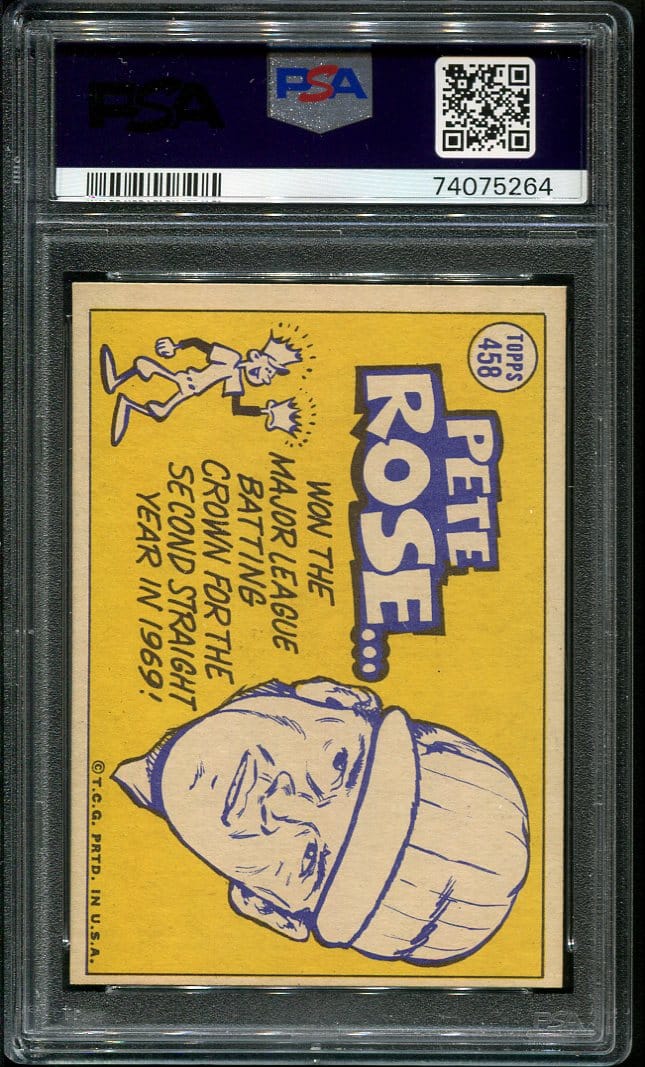 PSA
PSA
74075264
TOPPS
458
PETE
ROSE...
WON THE
MAJOR LEAGUE
BATTING
CROWN FOR THE
SECOND STRAIGHT
YEAR IN 1969!
© T.C.G. PRTD. IN U.S.A.
PSA